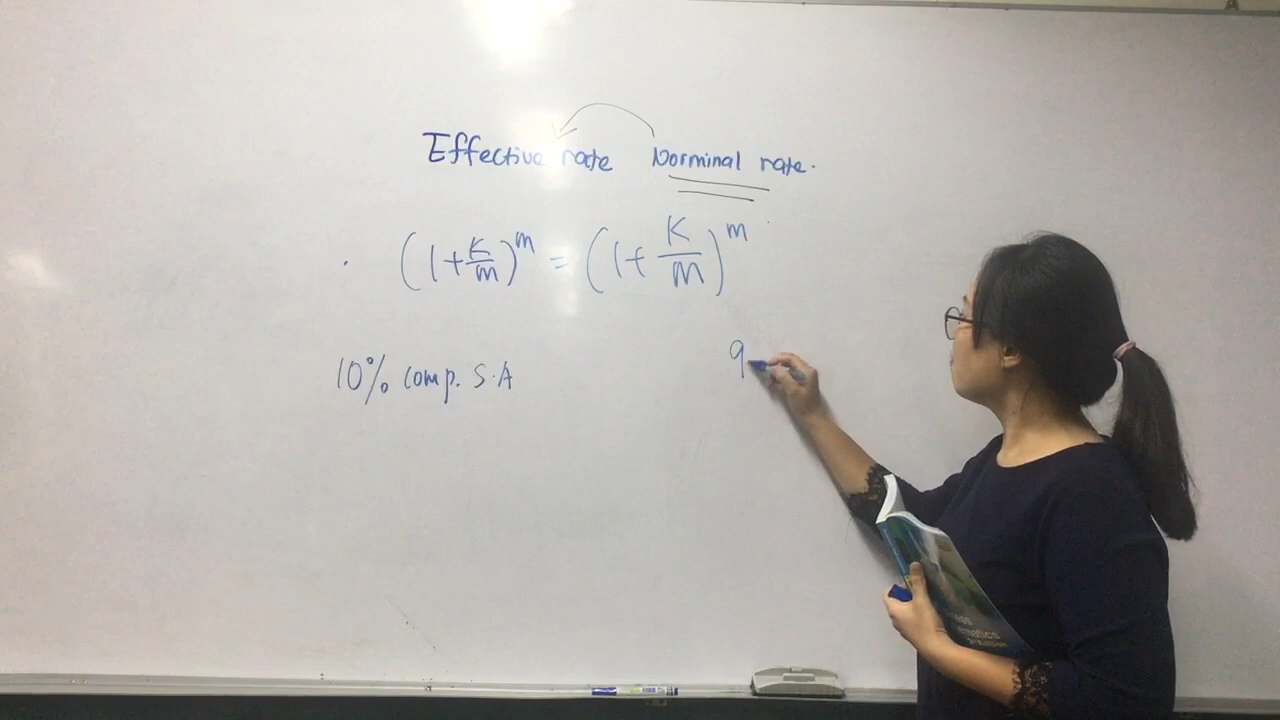 Effective rate Norminal rate.
(1+K/m)^m = (1+K/m)^m
10% comp. S.A
9